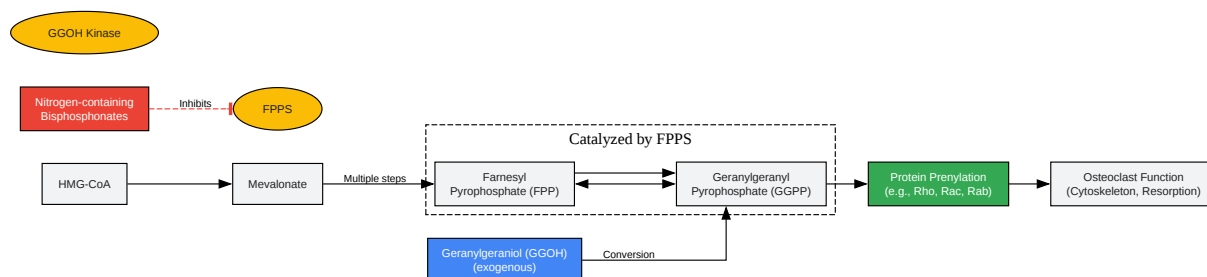 GGOH Kinase
Nitrogen-containing
Bisphosphonates
Inhibits
FPPS
Catalyzed by FPPS
HMG-CoA
Mevalonate
Multiple steps
Farnesyl
Pyrophosphate (FPP)
Geranylgeranyl
Pyrophosphate (GGPP)
Protein Prenylation
(e.g., Rho, Rac, Rab)
Osteoclast Function
(Cytoskeleton, Resorption)
Geranylgeraniol (GGOH)
(exogenous)
Conversion